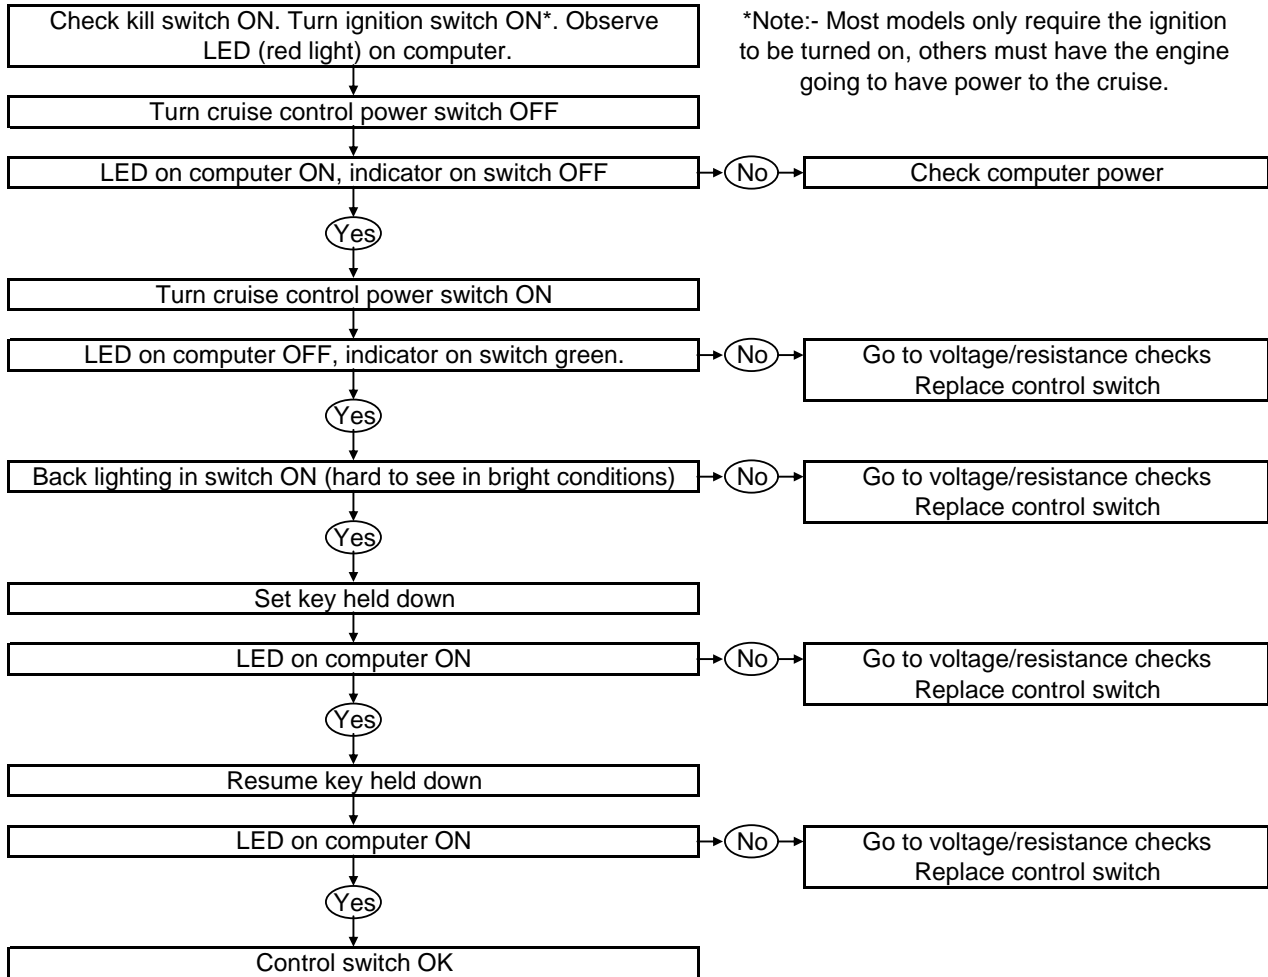 Check kill switch ON. Turn ignition switch ON*. Observe
LED (red light) on computer.
*Note:- Most models only require the ignition
to be turned on, others must have the engine
going to have power to the cruise.
Turn cruise control power switch OFF
LED on computer ON, indicator on switch OFF
No
Check computer power
Yes
Turn cruise control power switch ON
LED on computer OFF, indicator on switch green.
No
Go to voltage/resistance checks
Replace control switch
Yes
Back lighting in switch ON (hard to see in bright conditions)
No
Go to voltage/resistance checks
Replace control switch
Yes
Set key held down
LED on computer ON
No
Go to voltage/resistance checks
Replace control switch
Yes
Resume key held down
LED on computer ON
No
Go to voltage/resistance checks
Replace control switch
Yes
Control switch OK